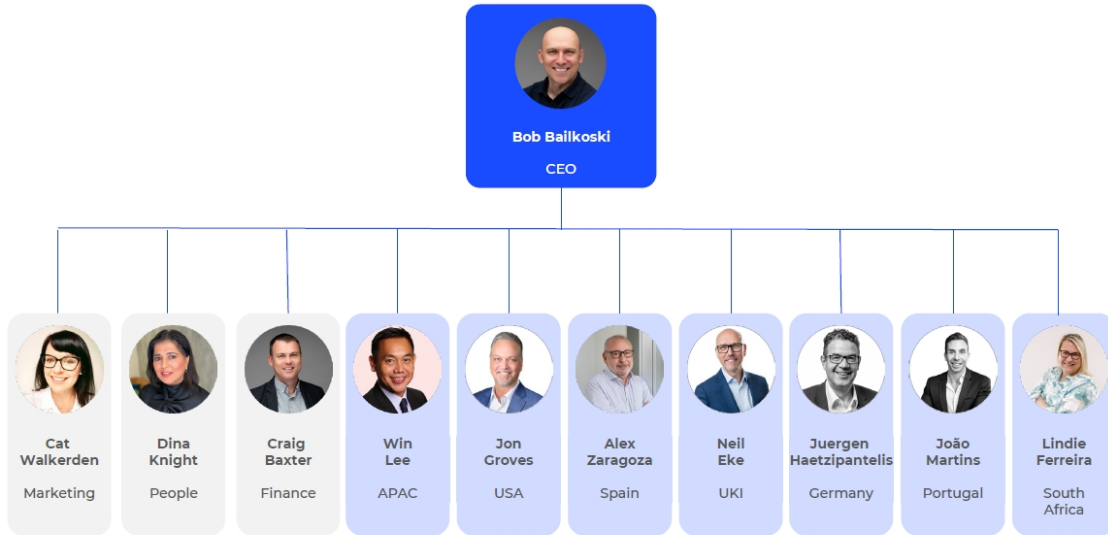 Bob Bailkoski
CEO
Cat
Walkerden
Marketing
Dina
Knight
People
Craig
Baxter
Finance
Win
Lee
APAC
Jon
Groves
USA
Alex
Zaragoza
Spain
Neil
Eke
UKI
Juergen
Haetzipantelis
Germany
João
Martins
Portugal
Lindie
Ferreira
South
Africa